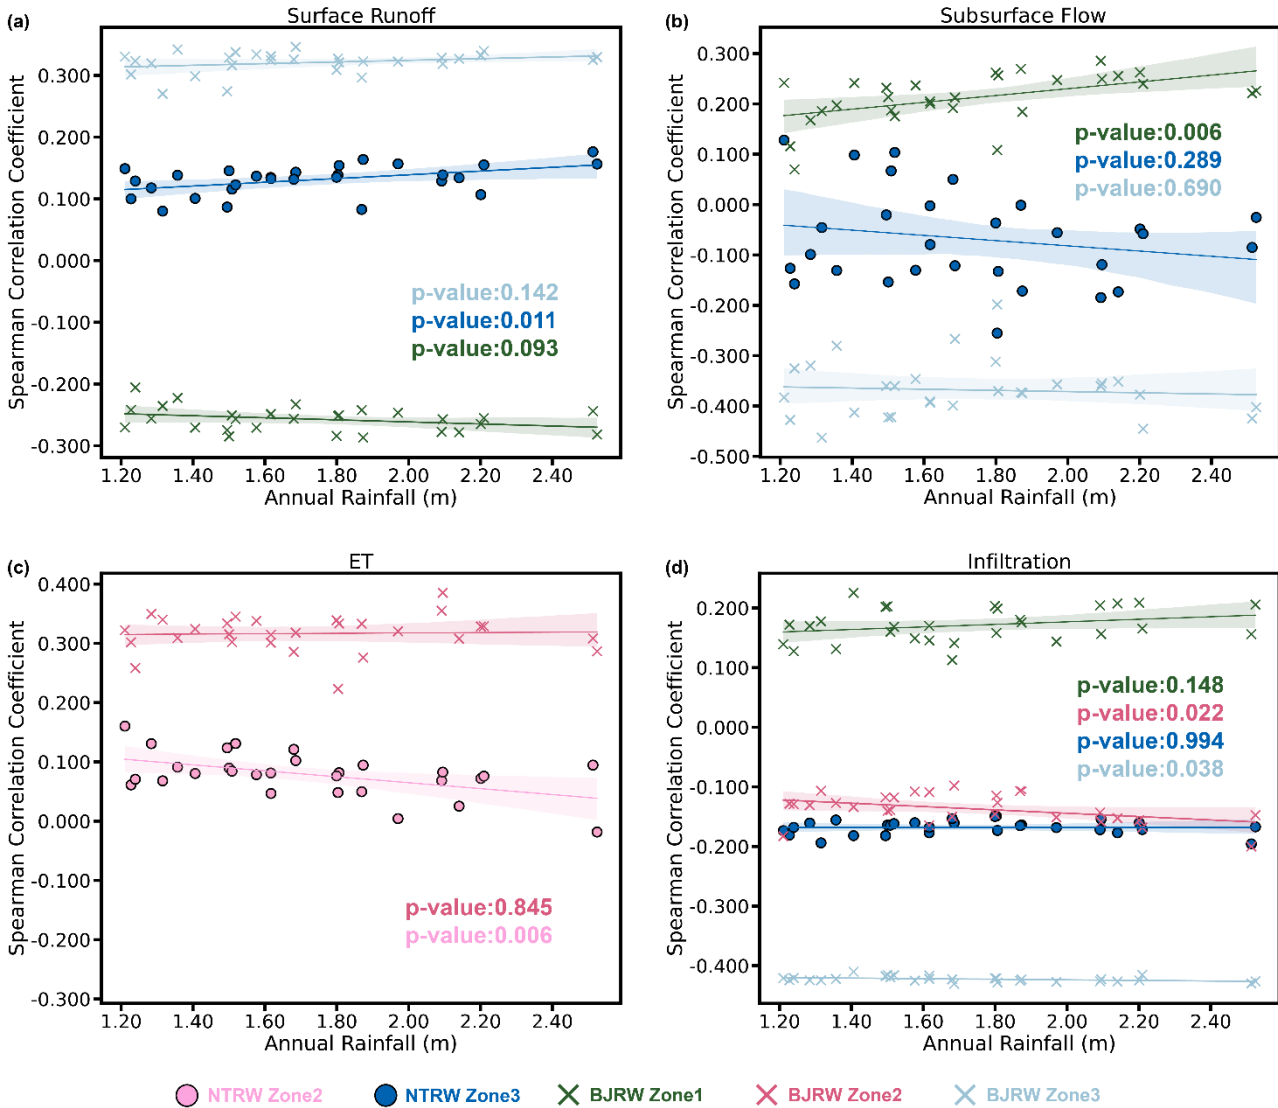 (a)
Surface Runoff
Spearman Correlation Coefficient
0.300
0.200
0.100
0.000
-0.100
-0.200
-0.300
p-value:0.142
p-value:0.011
p-value:0.093
1.20 1.40 1.60 1.80 2.00 2.20 2.40
Annual Rainfall (m)
(b)
Subsurface Flow
Spearman Correlation Coefficient
0.300
0.200
0.100
0.000
-0.100
-0.200
-0.300
-0.400
-0.500
p-value:0.006
p-value:0.289
p-value:0.690
1.20 1.40 1.60 1.80 2.00 2.20 2.40
Annual Rainfall (m)
(c)
ET
Spearman Correlation Coefficient
0.400
0.300
0.200
0.100
0.000
-0.100
-0.200
-0.300
p-value:0.845
p-value:0.006
1.20 1.40 1.60 1.80 2.00 2.20 2.40
Annual Rainfall (m)
(d)
Infiltration
Spearman Correlation Coefficient
0.200
0.100
0.000
-0.100
-0.200
-0.300
-0.400
p-value:0.148
p-value:0.022
p-value:0.994
p-value:0.038
1.20 1.40 1.60 1.80 2.00 2.20 2.40
Annual Rainfall (m)
NTRW Zone2 NTRW Zone3 BJRW Zone1 BJRW Zone2 BJRW Zone3